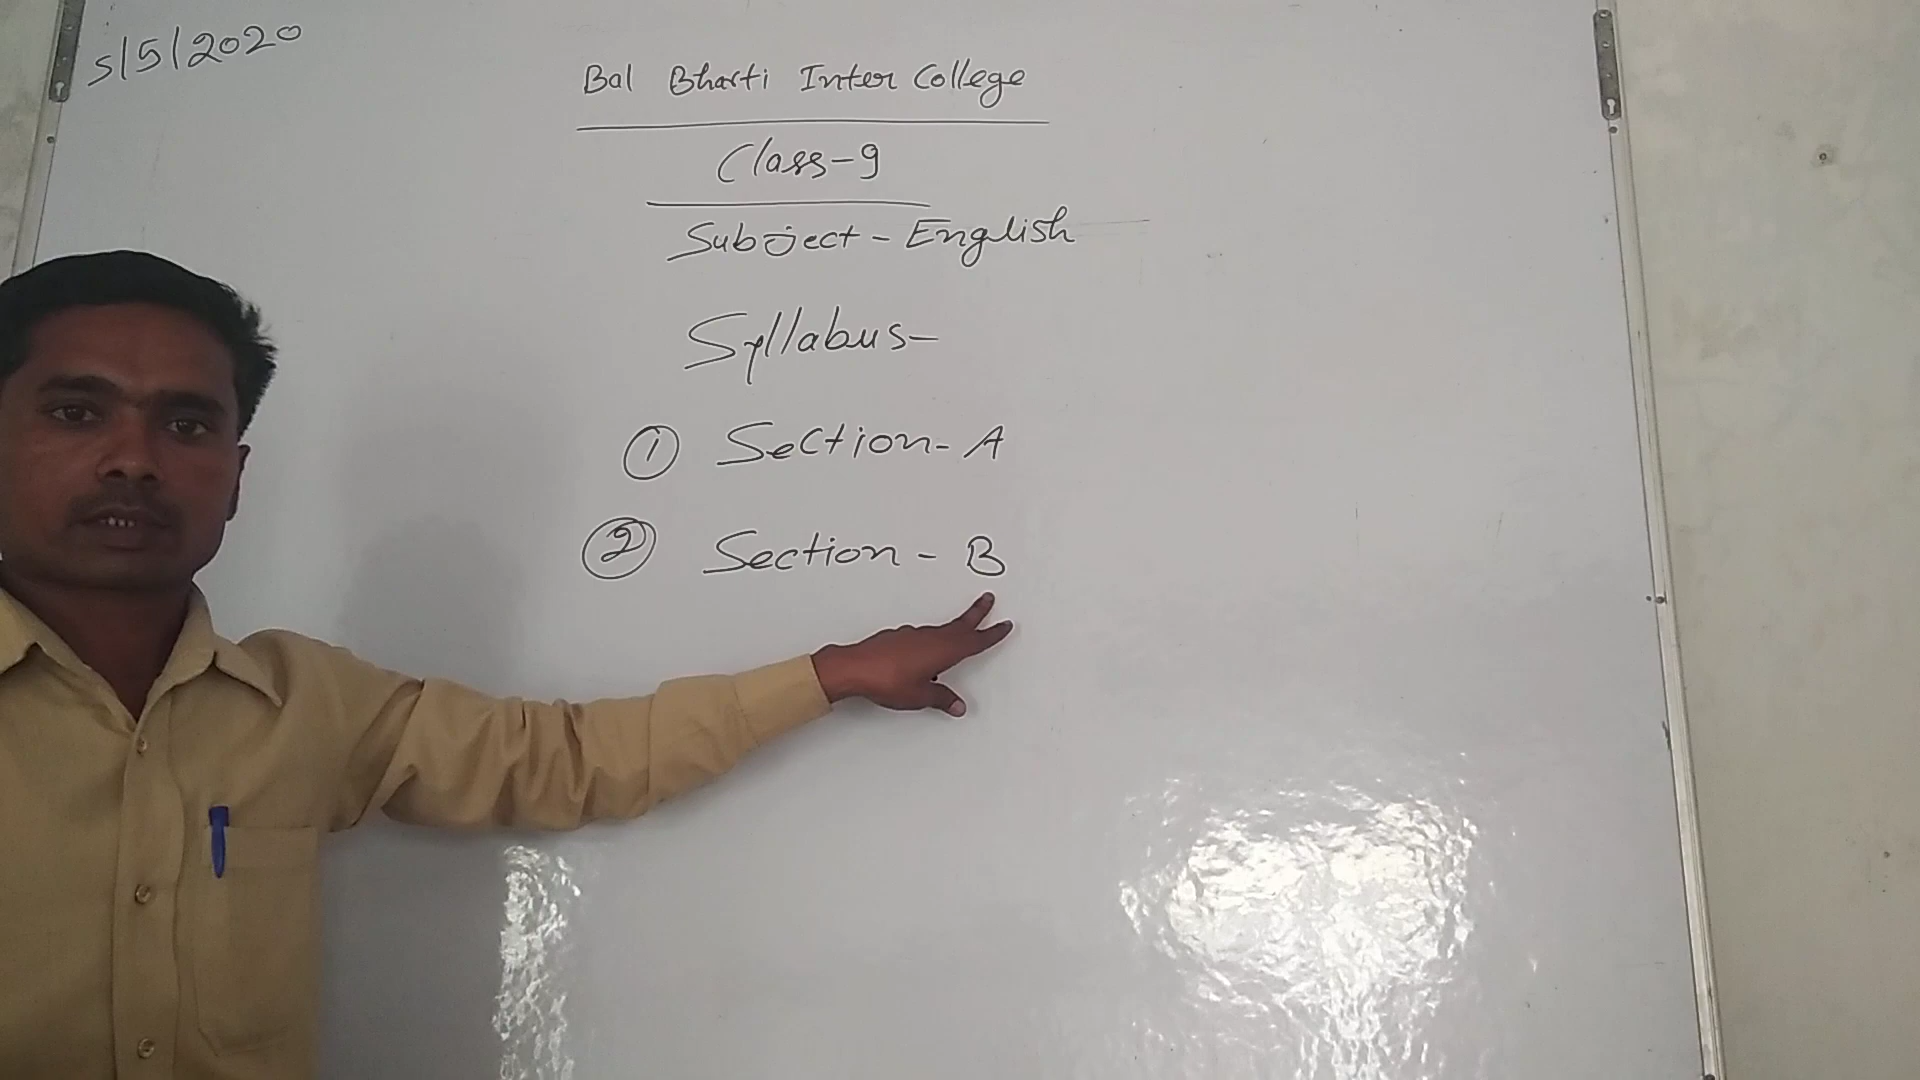 5/5/2020
Bal Bharti Inter College
Class-9
Subject - English
Syllabus-
① Section-A
② Section - B